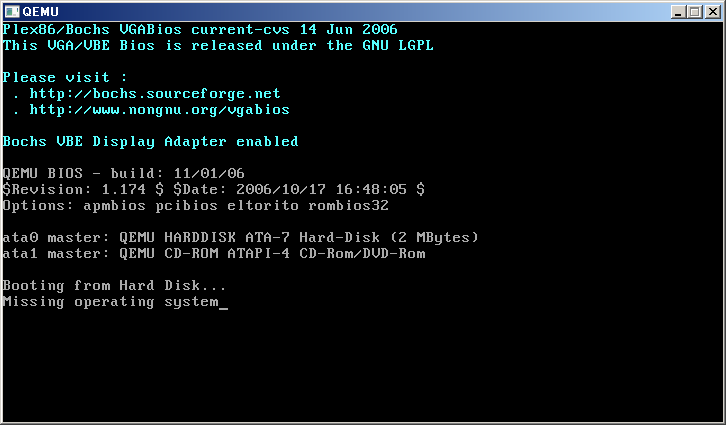 QEMU
Plex86/Bochs VGABios current-cvs 14 Jun 2006
This VGA/VBE Bios is released under the GNU LGPL
Please visit :
. http://bochs.sourceforge.net
. http://www.nongnu.org/vgabios
Bochs VBE Display Adapter enabled
QEMU BIOS - build: 11/01/06
$Revision: 1.174 $ $Date: 2006/10/17 16:48:05 $
Options: apmbios pcibios eltorito rombios32
ata0 master: QEMU HARDDISK ATA-7 Hard-Disk (2 MBytes)
ata1 master: QEMU CD-ROM ATAPI-4 CD-Rom/DVD-Rom
Booting from Hard Disk...
Missing operating system_